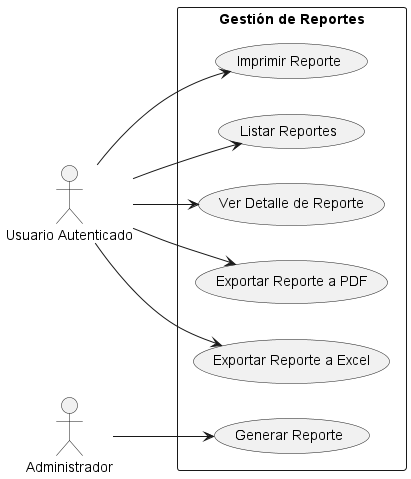 Gestión de Reportes
Imprimir Reporte
Listar Reportes
Ver Detalle de Reporte
Usuario Autenticado
Exportar Reporte a PDF
Exportar Reporte a Excel
Generar Reporte
Administrador